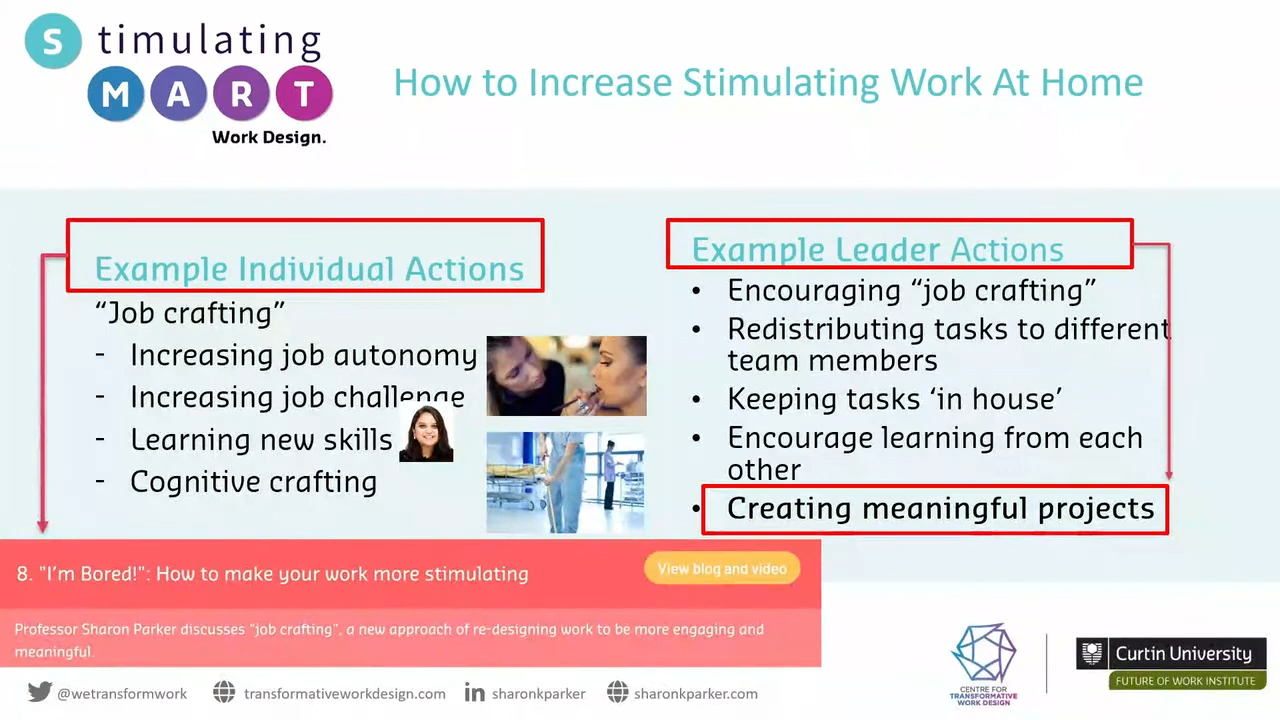 S timulating
MART
Work Design.
How to Increase Stimulating Work At Home
Example Individual Actions
“Job crafting”
- Increasing job autonomy
- Increasing job challenge
- Learning new skills
- Cognitive crafting
Example Leader Actions
• Encouraging “job crafting”
• Redistributing tasks to different
team members
• Keeping tasks ‘in house’
• Encourage learning from each
other
• Creating meaningful projects
8. "I’m Bored!": How to make your work more stimulating
View blog and video
Professor Sharon Parker discusses "job crafting", a new approach of re-designing work to be more engaging and
meaningful.
@wetransformwork
transformativeworkdesign.com
in sharonkparker
sharonkparker.com
CENTRE FOR
TRANSFORMATIVE
WORK DESIGN
Curtin University
FUTURE OF WORK INSTITUTE